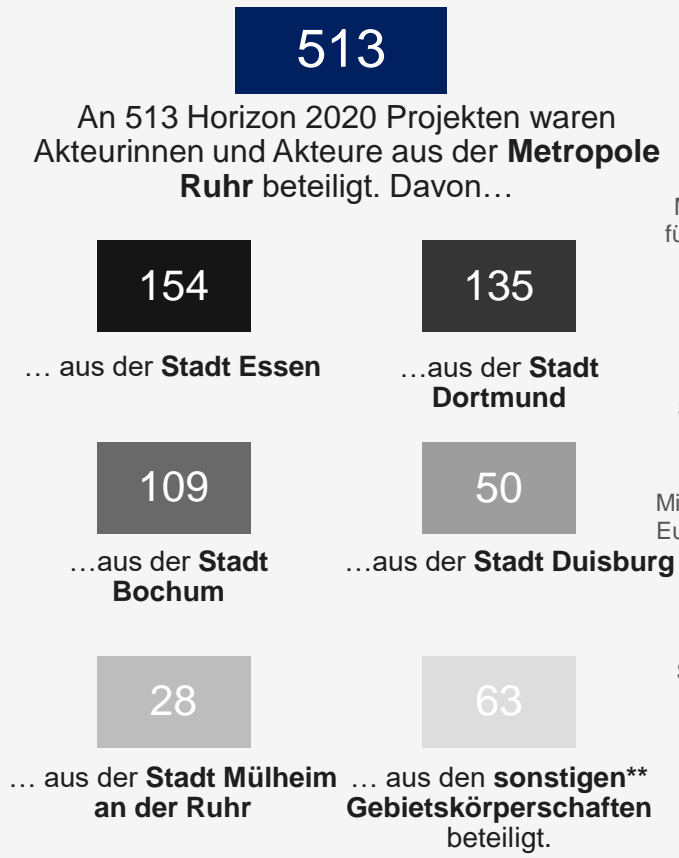 513
An 513 Horizon 2020 Projekten waren
Akteurinnen und Akteure aus der Metropole
Ruhr beteiligt. Davon…
154
… aus der Stadt Essen
135
…aus der Stadt
Dortmund
109
…aus der Stadt
Bochum
50
…aus der Stadt Duisburg
28
… aus der Stadt Mülheim
an der Ruhr
63
… aus den sonstigen**
Gebietskörperschaften
beteiligt.